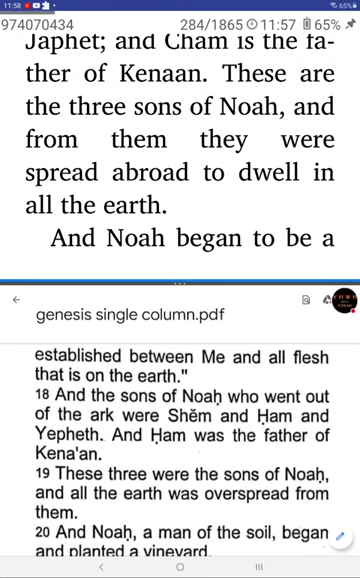 11:58
65%
974070434
284/1865
11:57
65%
Japhet; and Cham is the fa-
ther of Kenaan. These are
the three sons of Noah, and
from them they were
spread abroad to dwell in
all the earth.
And Noah began to be a
genesis single column.pdf
established between Me and all flesh
that is on the earth."
18 And the sons of Noaḥ who went out
of the ark were Shĕm and Ḥam and
Yepheth. And Ḥam was the father of
Kena'an.
19 These three were the sons of Noaḥ,
and all the earth was overspread from
them.
20 And Noaḥ, a man of the soil, began
and planted a vineyard.